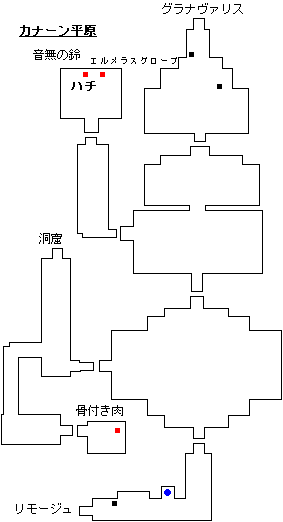 グラナヴァリス
カナーン平原
音無の鈴
エルメラスグローブ
ハチ
洞窟
骨付き肉
リモージュ